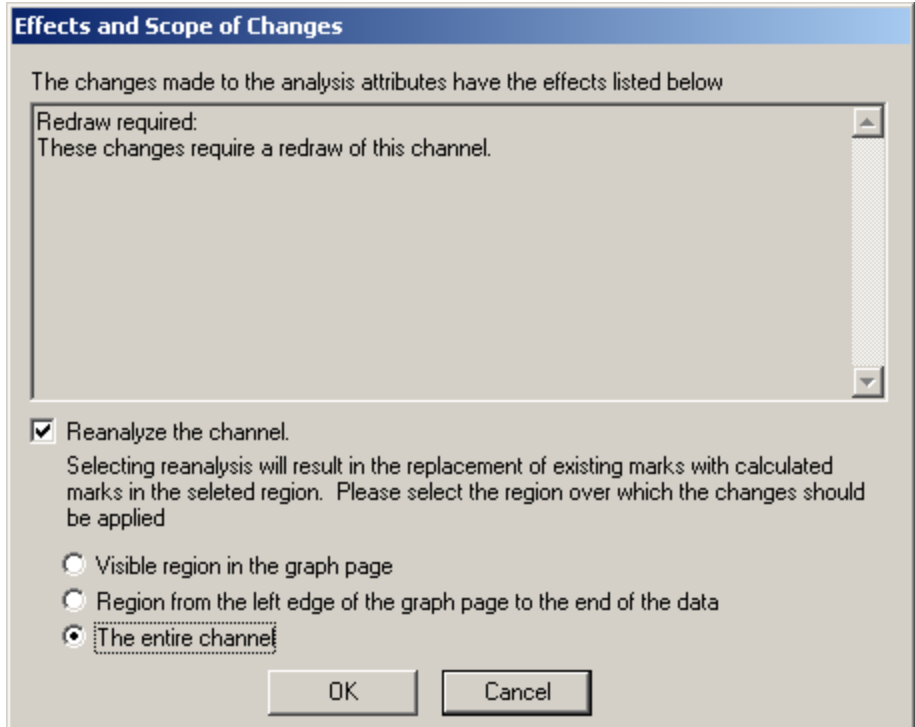 Effects and Scope of Changes
The changes made to the analysis attributes have the effects listed below
Redraw required:
These changes require a redraw of this channel.
Reanalyze the channel.
Selecting reanalysis will result in the replacement of existing marks with calculated
marks in the seleted region.  Please select the region over which the changes should
be applied
Visible region in the graph page
Region from the left edge of the graph page to the end of the data
The entire channel
OK
Cancel